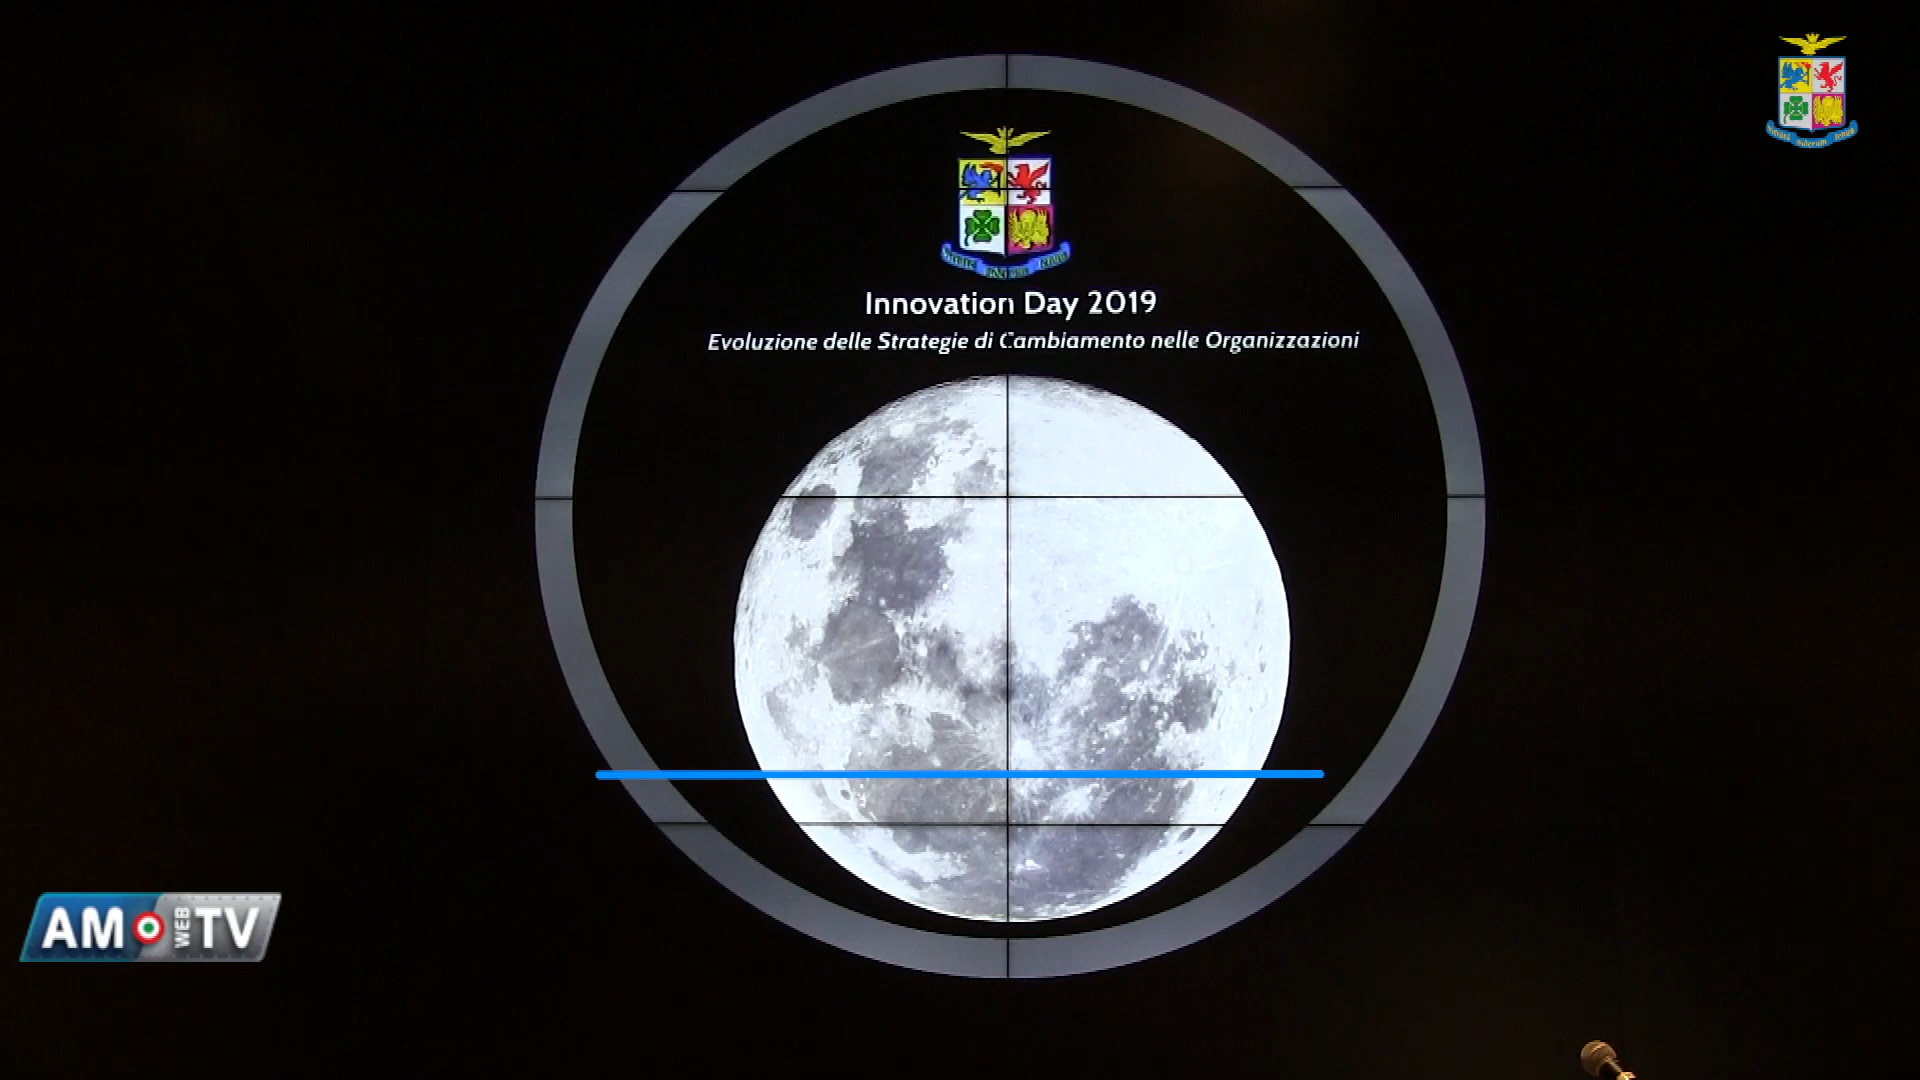 Innovation Day 2019
Evoluzione delle Strategie di Cambiamento nelle Organizzazioni
AM WEB TV